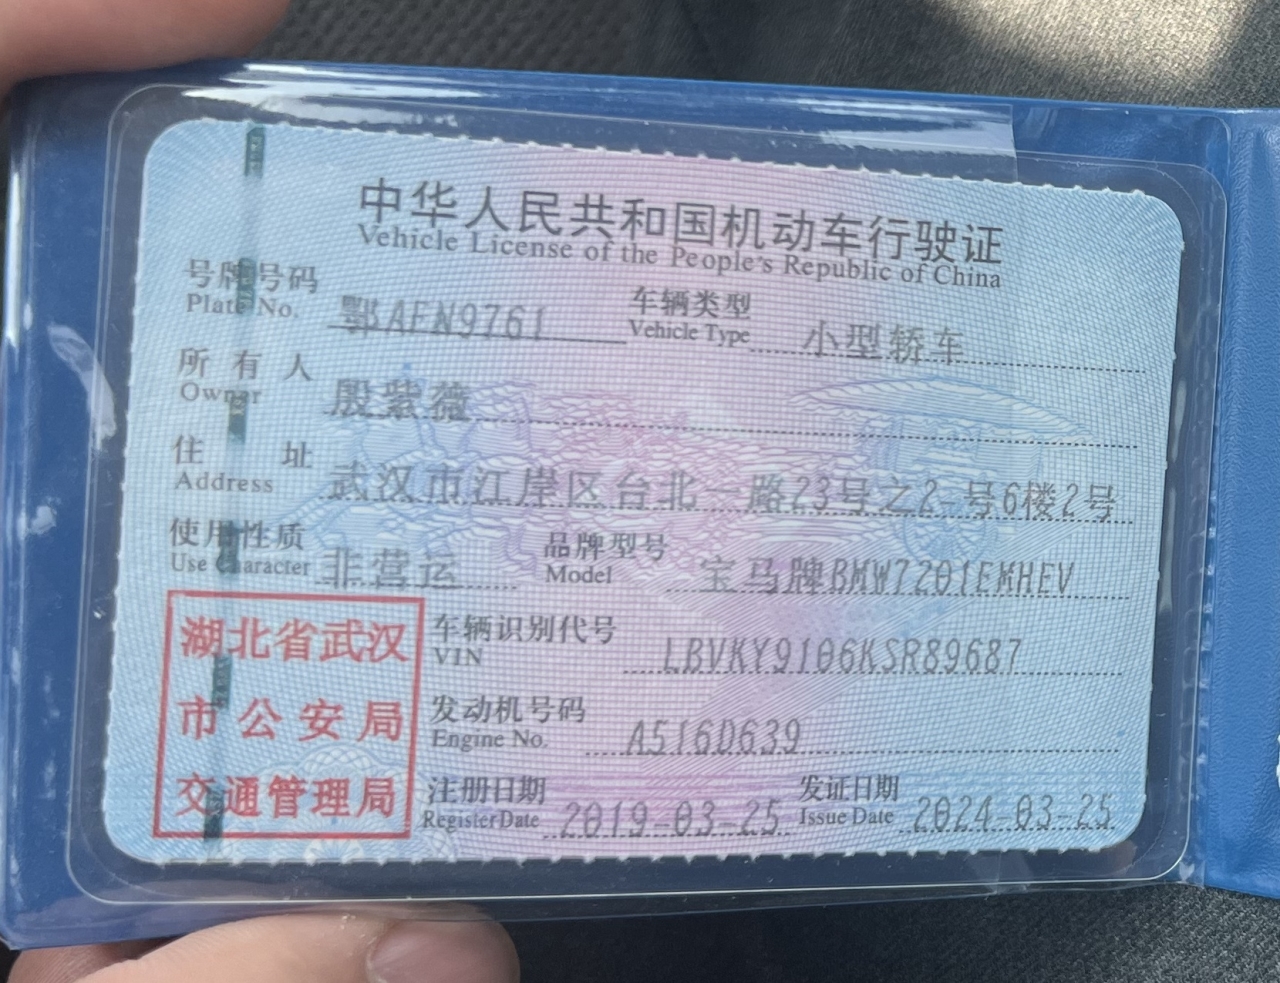 中华人民共和国机动车行驶证
Vehicle License of the People's Republic of China
号牌号码 鄂AFN9761 车辆类型 小型轿车
Plate No. Vehicle Type
所有人 殷紫薇
Owner
住址 武汉市江岸区台北一路23号之2-号6楼2号
Address
使用性质 非营运 品牌型号 宝马牌BMW7201EMHEV
Use Character Model
湖北省武汉
市公安局
交通管理局
车辆识别代号 LBVKY9106KSR89687
VIN
发动机号码 A516D639
Engine No.
注册日期 2019-03-25 发证日期 2024-03-25
Register Date Issue Date